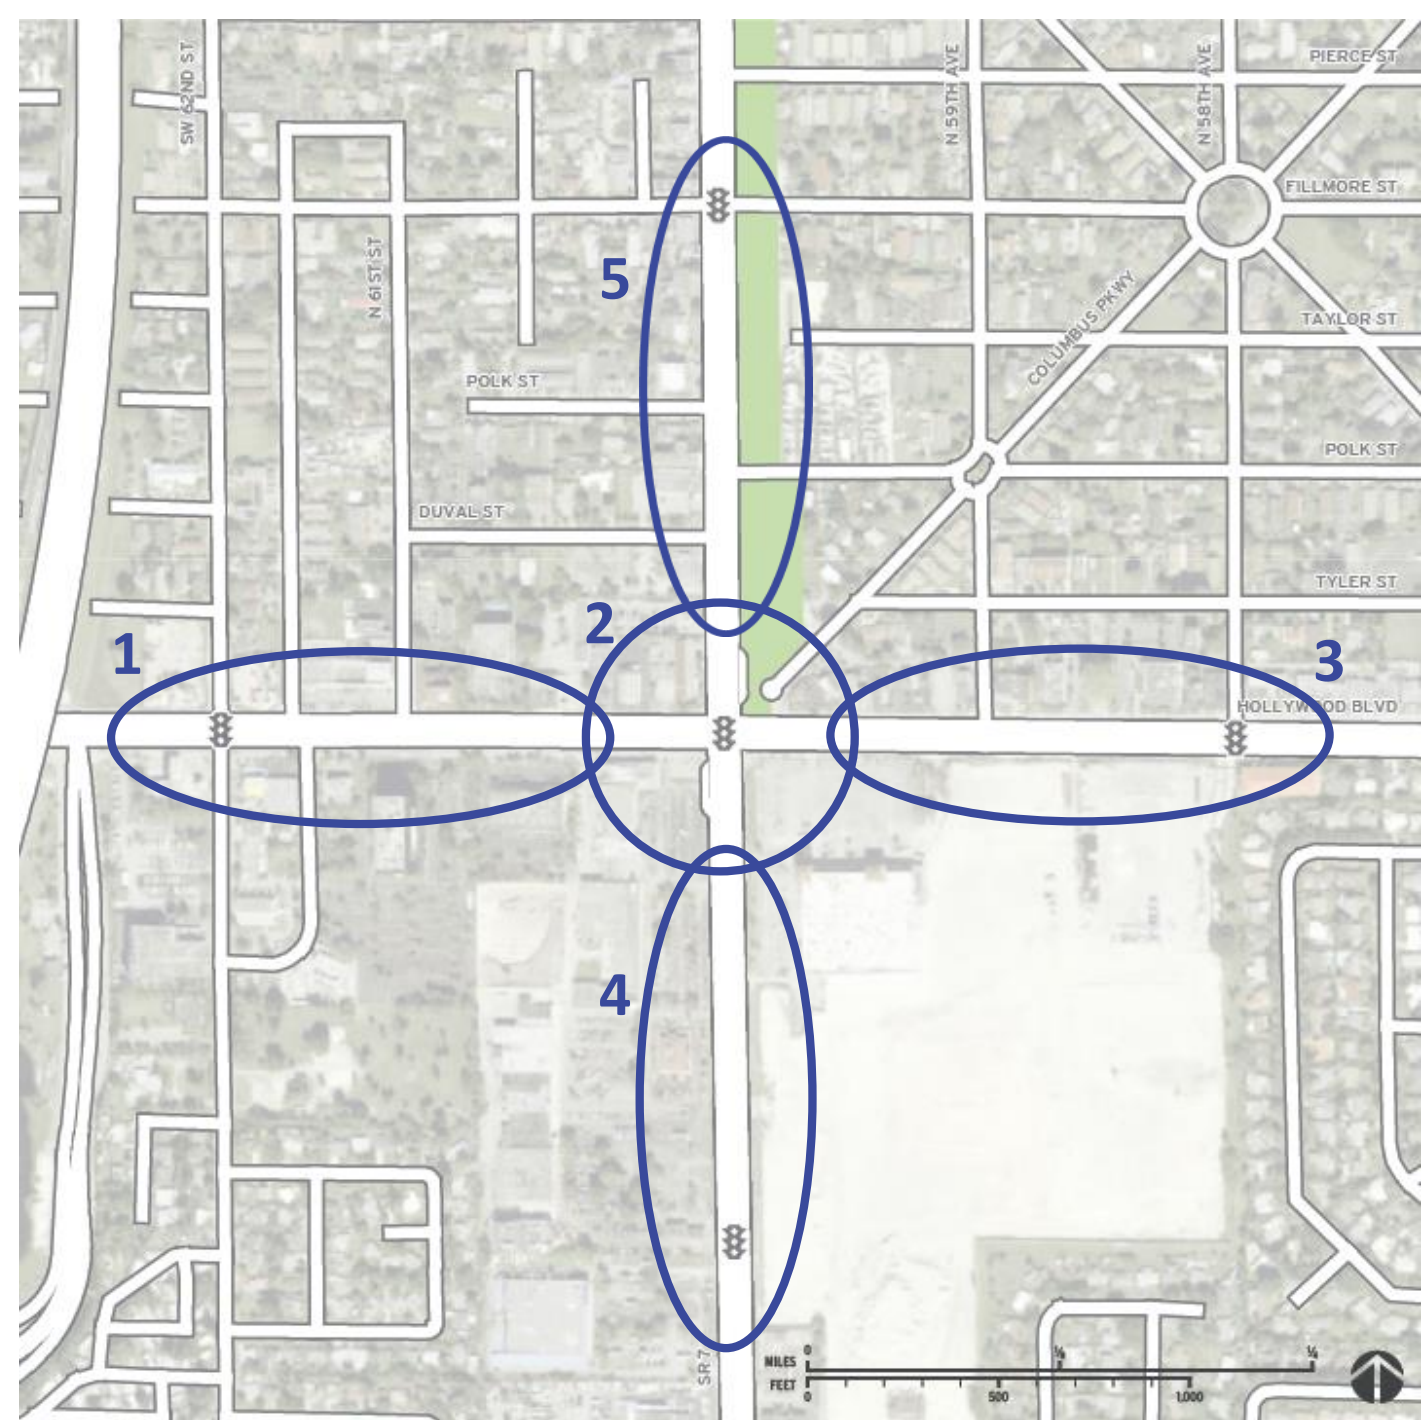 SW 62ND ST
N 59TH AVE
N 58TH AVE
PIERCE ST
FILLMORE ST
N 61ST ST
5
COLUMBUS PKWY
TAYLOR ST
POLK ST
POLK ST
DUVAL ST
TYLER ST
2
1
3
HOLLYWOOD BLVD
4
SR 7
MILES
0
1/8
1/4
FEET
0
500
1,000